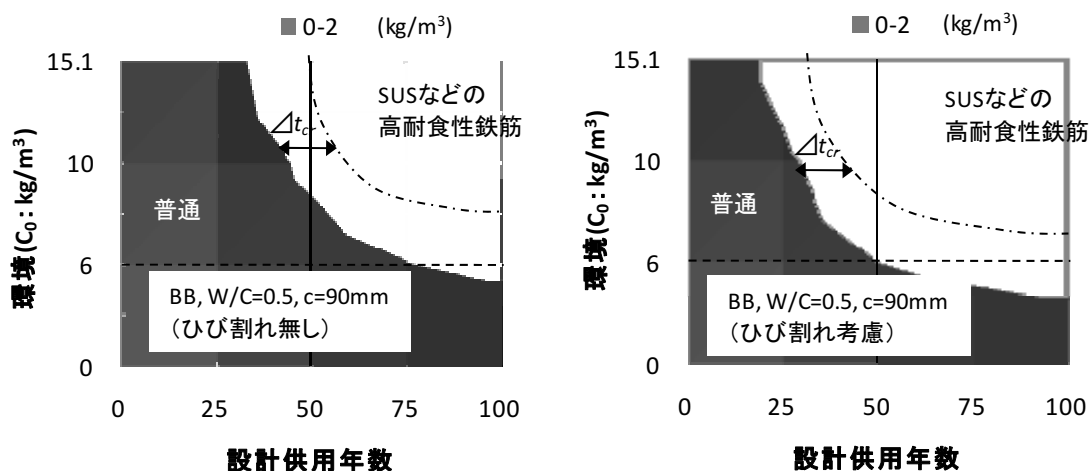 ■ 0-2 (kg/m³)
15.1
10
6
0
環境(C₀：kg/m³)
SUSなどの
高耐食性鉄筋
⊿t_cr
普通
BB, W/C=0.5, c=90mm
（ひび割れ無し）
0 25 50 75 100
設計供用年数
■ 0-2 (kg/m³)
15.1
10
6
0
環境(C₀：kg/m³)
SUSなどの
高耐食性鉄筋
⊿t_cr
普通
BB, W/C=0.5, c=90mm
（ひび割れ考慮）
0 25 50 75 100
設計供用年数